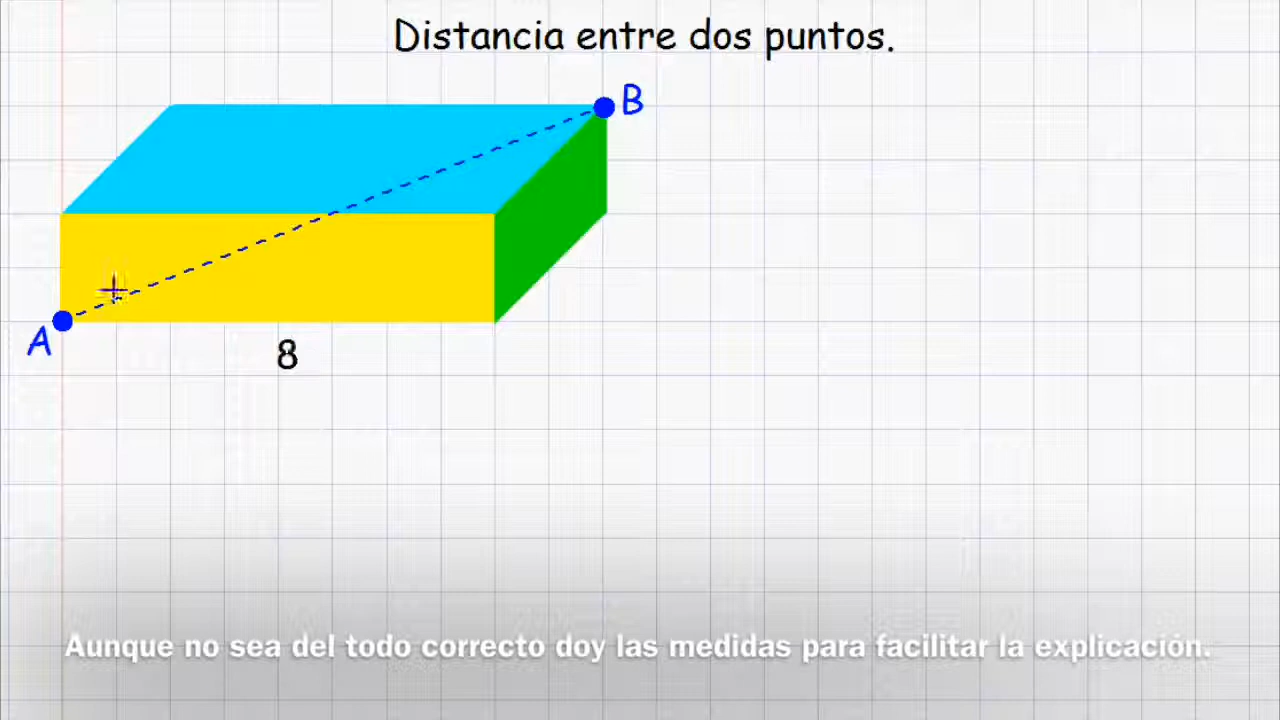 Distancia entre dos puntos.
B
A
8
Aunque no sea del todo correcto doy las medidas para facilitar la explicación.